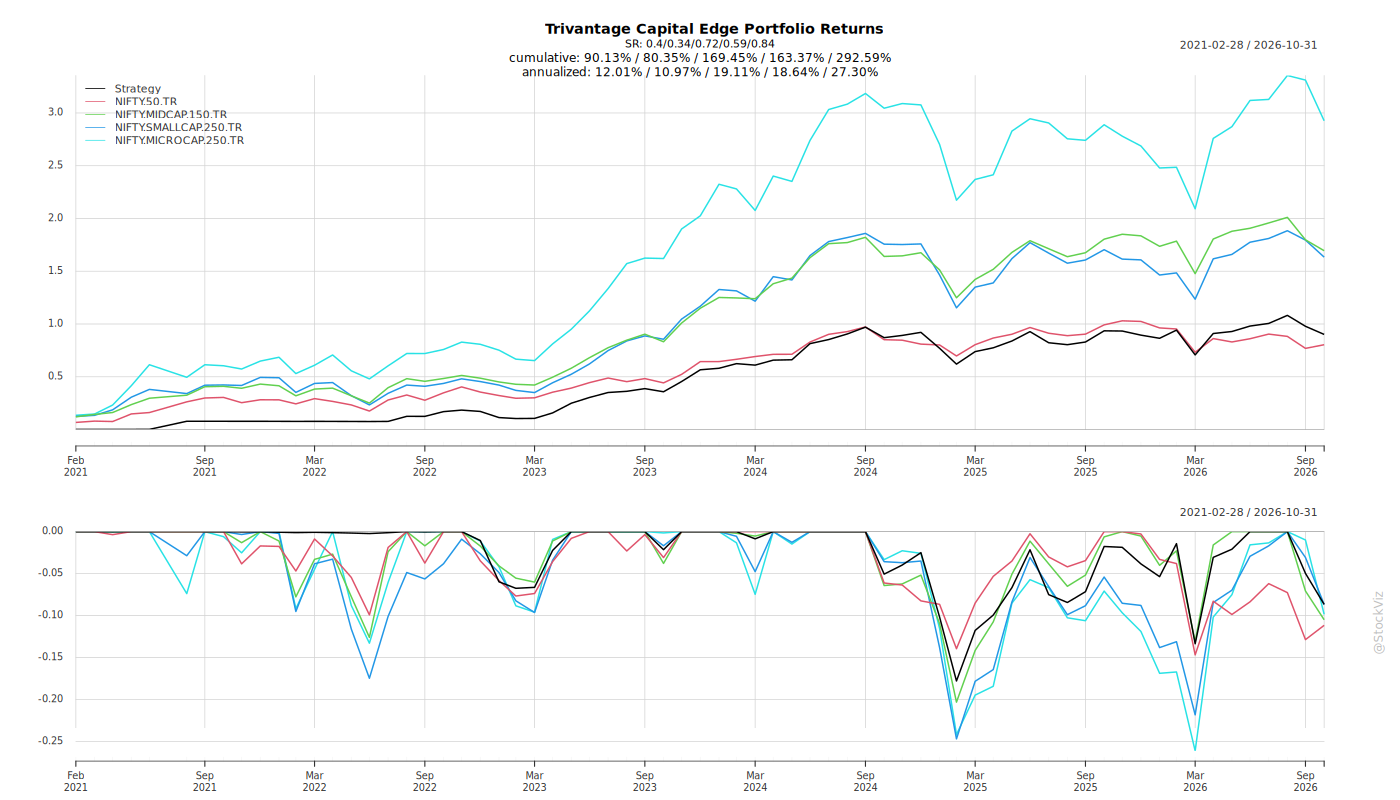 Trivantage Capital Edge Portfolio Returns
SR: 0.4/0.34/0.72/0.59/0.84
cumulative: 90.13% / 80.35% / 169.45% / 163.37% / 292.59%
annualized: 12.01% / 10.97% / 19.11% / 18.64% / 27.30%
2021-02-28 / 2026-10-31
Strategy
NIFTY50.TR
NIFTY.MIDCAP.150.TR
NIFTY.SMALLCAP.250.TR
NIFTY.MICROCAP.250.TR
3.0
2.5
2.0
1.5
1.0
0.5
Feb 2021
Sep 2021
Mar 2022
Sep 2022
Mar 2023
Sep 2023
Mar 2024
Sep 2024
Mar 2025
Sep 2025
Mar 2026
Sep 2026
2021-02-28 / 2026-10-31
0.00
-0.05
-0.10
-0.15
-0.20
-0.25
Feb 2021
Sep 2021
Mar 2022
Sep 2022
Mar 2023
Sep 2023
Mar 2024
Sep 2024
Mar 2025
Sep 2025
Mar 2026
Sep 2026
@StockViz